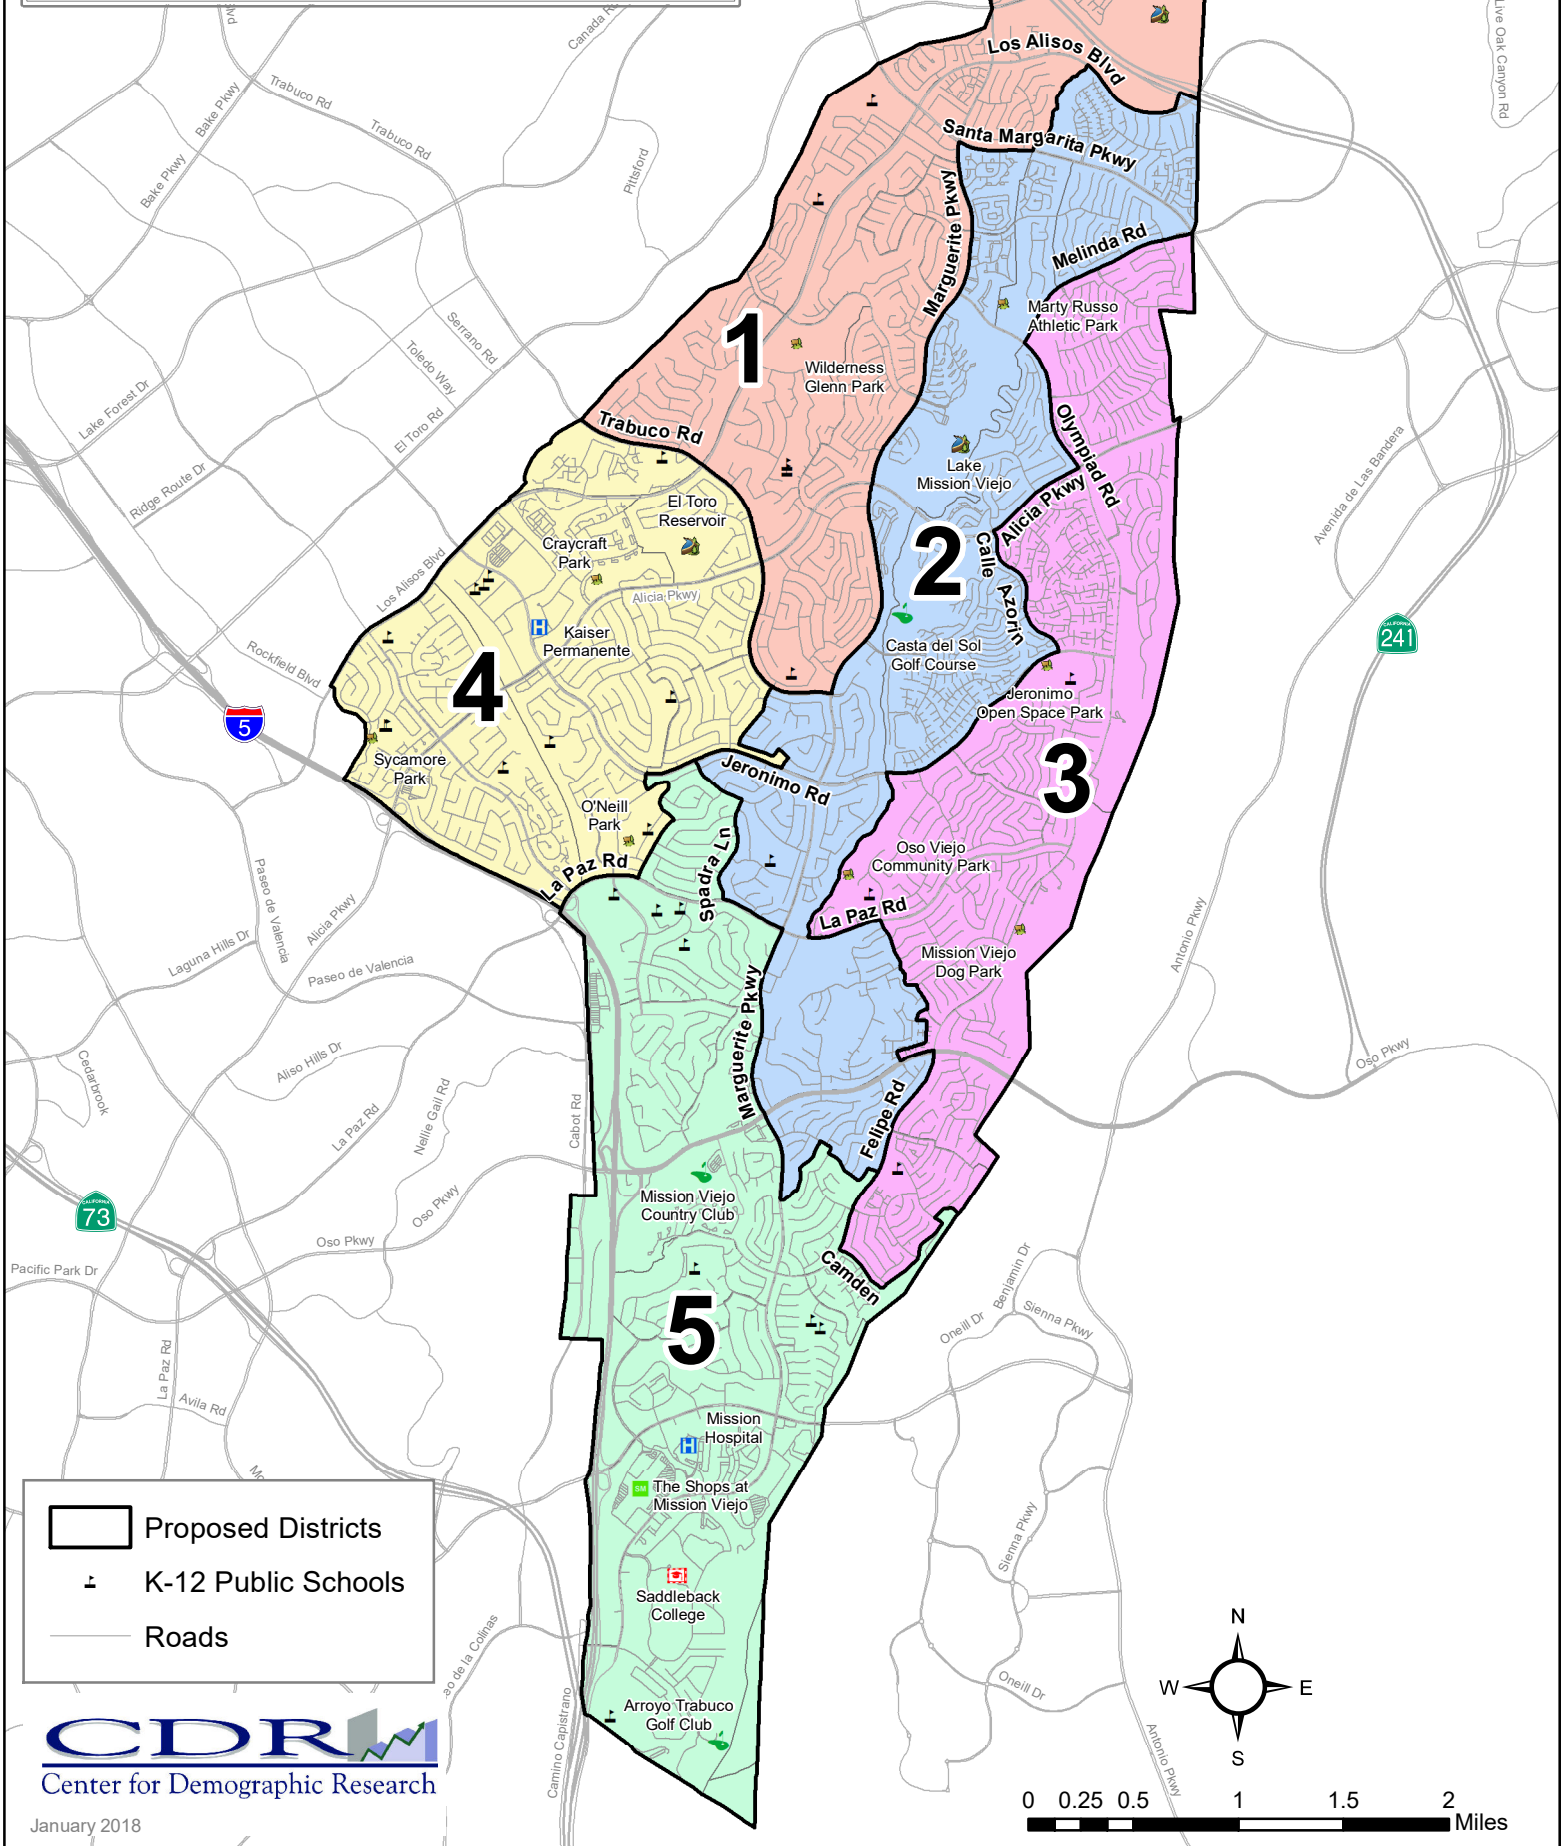 Blvd
Canada Rd
Live Oak Canyon Rd
Los Alisos Blvd
Trabuco Rd
Bake Pkwy
Trabuco Rd
Santa Margarita Pkwy
Bake Pkwy
Pittsford
Marguerite Pkwy
Melinda Rd
Marty Russo
Athletic Park
Serrano Rd
Toledo Way
1
Wilderness
Glenn Park
Lake Forest Dr
El Toro Rd
Trabuco Rd
Olympiad Rd
Avenida de Las Bandera
Ridge Route Dr
Lake
Mission Viejo
El Toro
Reservoir
Alicia Pkwy
Craycraft
Park
2
Calle
Azorin
Los Alisos Blvd
Alicia Pkwy
H
Kaiser
Permanente
CALIFORNIA
241
Casta del Sol
Golf Course
Rockfield Blvd
4
Jeronimo
Open Space Park
5
Sycamore
Park
Jeronimo Rd
3
O'Neill
Park
La Paz Rd
Spadra Ln
Oso Viejo
Community Park
La Paz Rd
Paseo de Valencia
Alicia Pkwy
Laguna Hills Dr
Paseo de Valencia
Mission Viejo
Dog Park
Antonio Pkwy
Marguerite Pkwy
Cedarbrook
Aliso Hills Dr
Oso Pkwy
La Paz Rd
Nellie Gail Rd
Cabot Rd
Felipe Rd
CALIFORNIA
73
Mission Viejo
Country Club
Oso Pkwy
Oso Pkwy
Pacific Park Dr
Camden
Benjamin Dr
Oneill Dr
Sienna Pkwy
5
La Paz Rd
Avila Rd
Mission
Hospital
H
SM
The Shops at
Mission Viejo
Sienna Pkwy
Proposed Districts
K-12 Public Schools
Roads
Saddleback
College
eo de la Colinas
Oneill Dr
N
W
E
S
Arroyo Trabuco
Golf Club
Camino Capistrano
Antonio Pkwy
CDR
Center for Demographic Research
January 2018
0 0.25 0.5 1 1.5 2
Miles